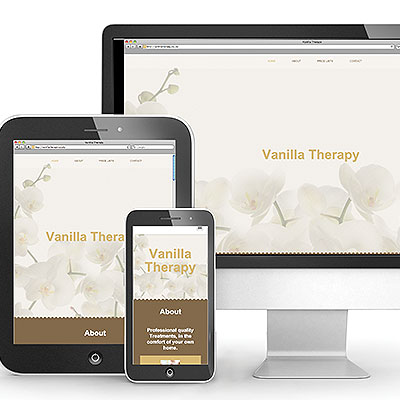 Vanilla Therapy
HOME ABOUT PRICE LISTS CONTACT
Vanilla Therapy
Vanilla Therapy
HOME ABOUT PRICE LISTS CONTACT
Vanilla Therapy
About
Vanilla
Therapy
About
Professional quality
Treatments, in the
comfort of your own
home.